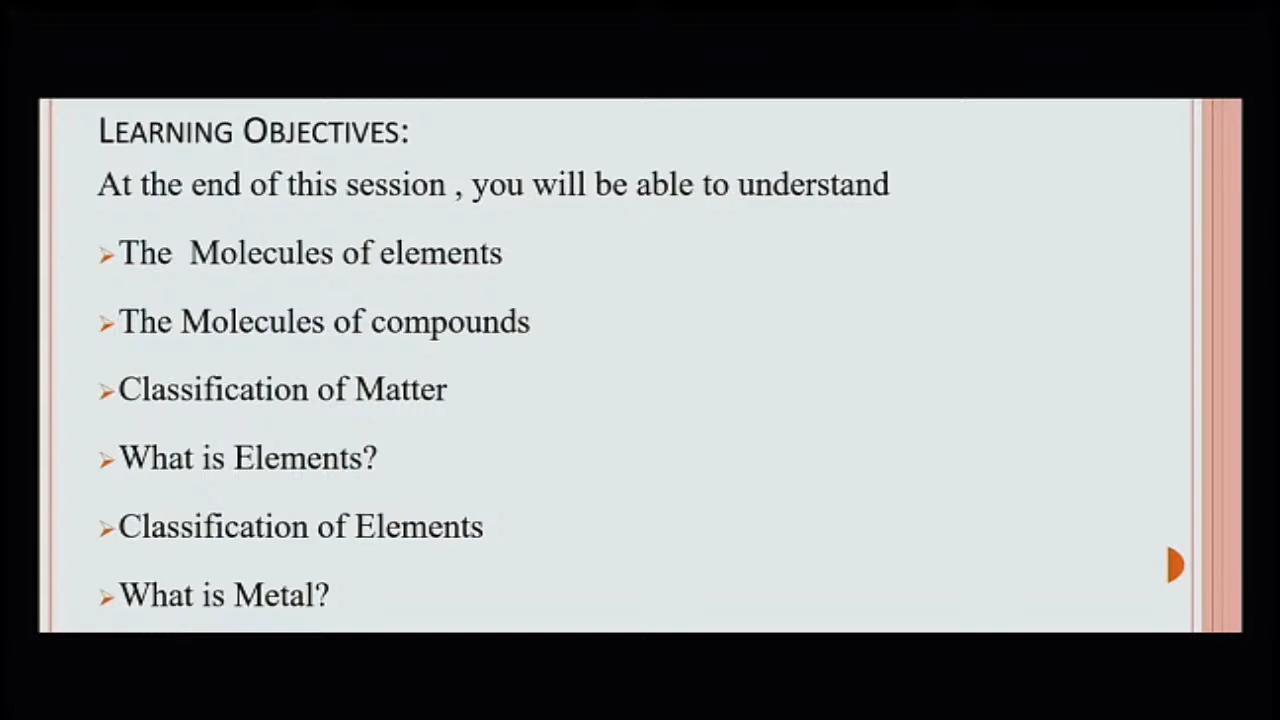 LEARNING OBJECTIVES:
At the end of this session , you will be able to understand
➢The Molecules of elements
➢The Molecules of compounds
➢Classification of Matter
➢What is Elements?
➢Classification of Elements
➢What is Metal?